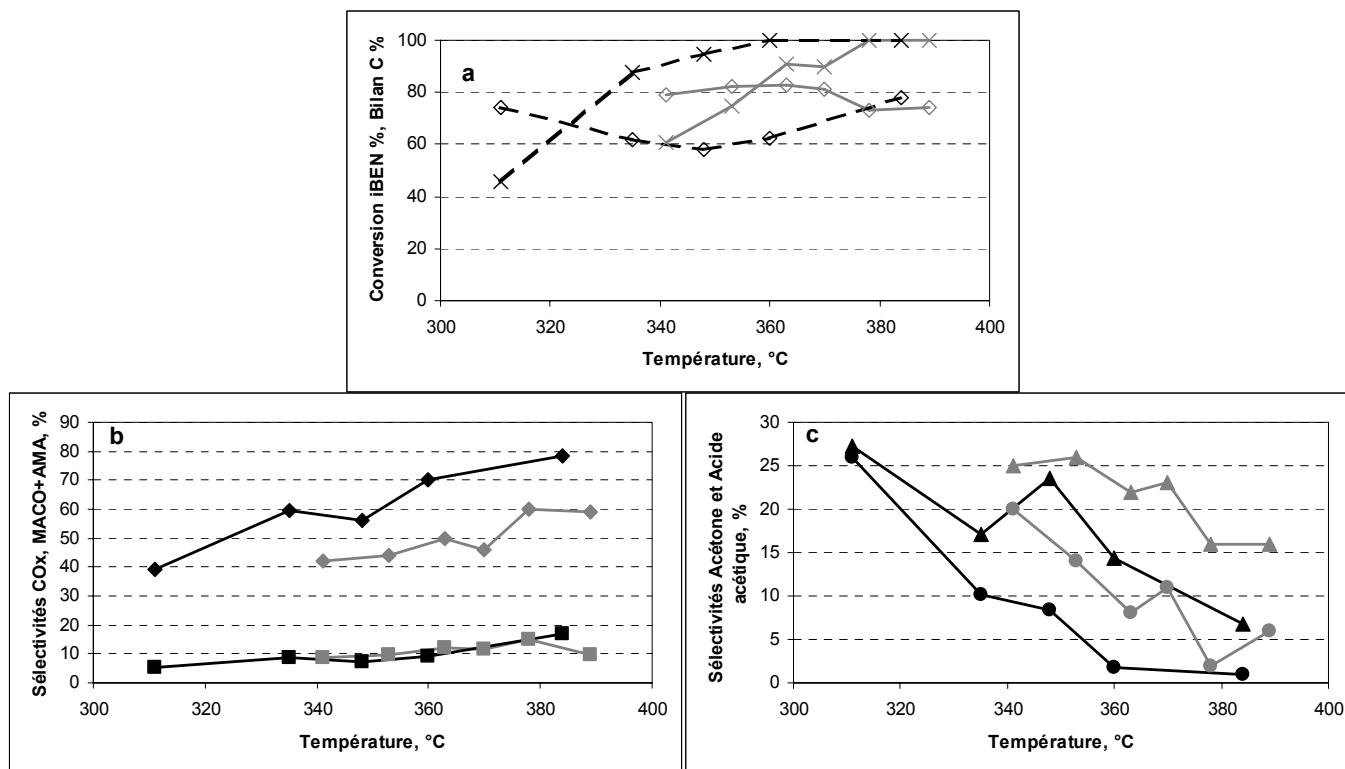 Conversion iBEN %, Bilan C %
a
100
80
60
40
20
0
300 320 340 360 380 400
Température, °C
Sélectivités COx, MACO+AMA, %
b
90
80
70
60
50
40
30
20
10
0
300 320 340 360 380 400
Température, °C
Sélectivités Acétone et Acide
acétique, %
c
30
25
20
15
10
5
0
300 320 340 360 380 400
Température, °C